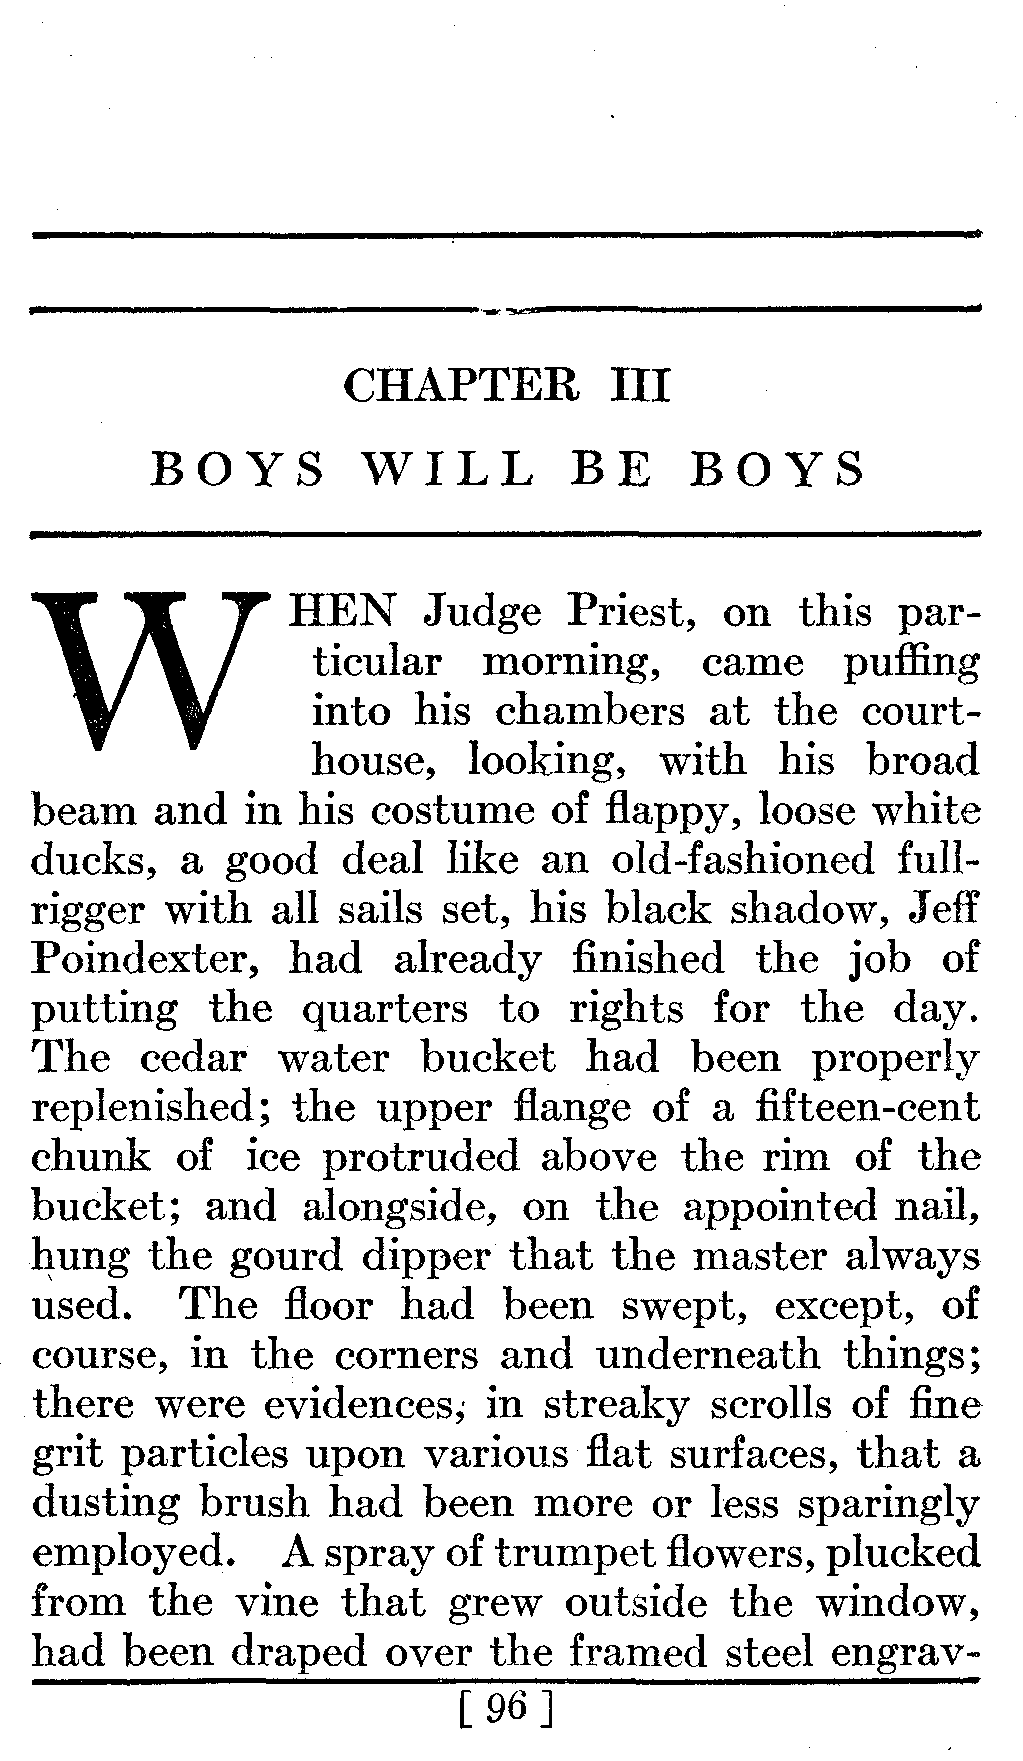 CHAPTER III
BOYS WILL BE BOYS
WHEN Judge Priest, on this par-
ticular morning, came puffing
into his chambers at the court-
house, looking, with his broad
beam and in his costume of flappy, loose white
ducks, a good deal like an old-fashioned full-
rigger with all sails set, his black shadow, Jeff
Poindexter, had already finished the job of
putting the quarters to rights for the day.
The cedar water bucket had been properly
replenished; the upper flange of a fifteen-cent
chunk of ice protruded above the rim of the
bucket; and alongside, on the appointed nail,
hung the gourd dipper that the master always
used. The floor had been swept, except, of
course, in the corners and underneath things;
there were evidences, in streaky scrolls of fine
grit particles upon various flat surfaces, that a
dusting brush had been more or less sparingly
employed. A spray of trumpet flowers, plucked
from the vine that grew outside the window,
had been draped over the framed steel engrav-
[ 96 ]